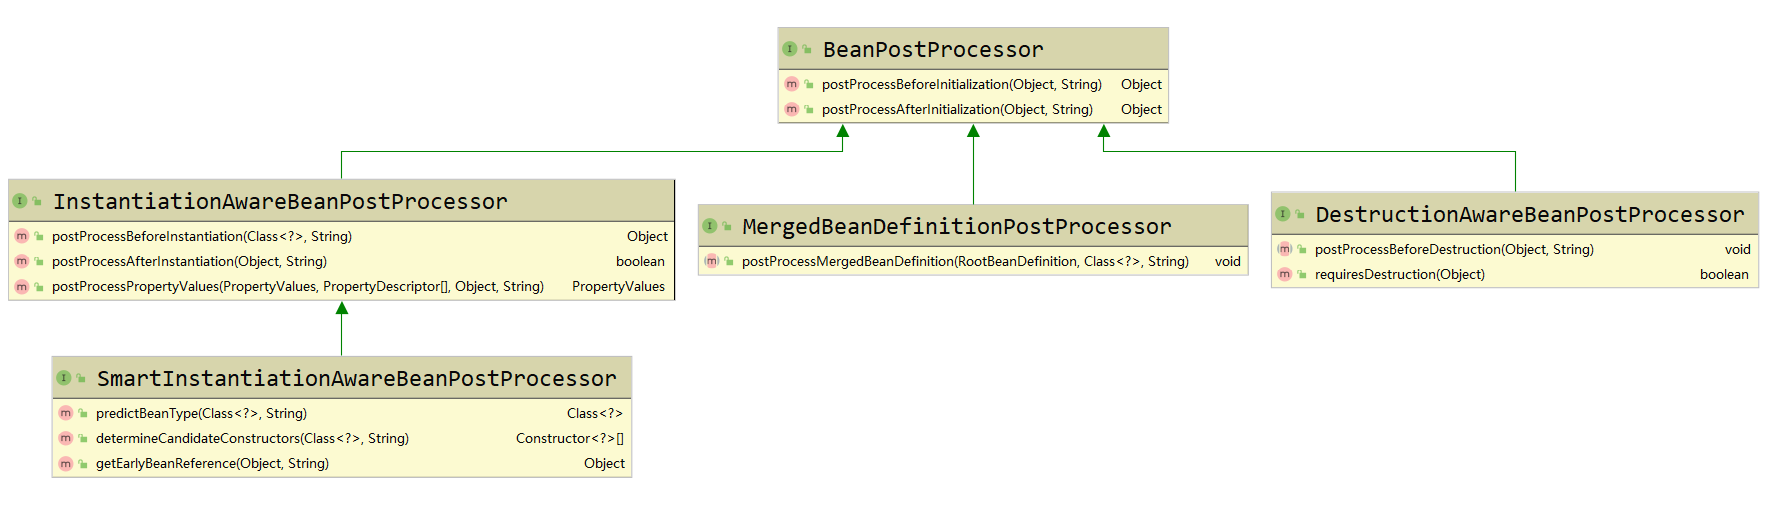 I BeanPostProcessor
m postProcessBeforeInitialization(Object, String) Object
m postProcessAfterInitialization(Object, String) Object
I InstantiationAwareBeanPostProcessor
m postProcessBeforeInstantiation(Class<?>, String) Object
m postProcessAfterInstantiation(Object, String) boolean
m postProcessPropertyValues(PropertyValues, PropertyDescriptor[], Object, String) PropertyValues
I MergedBeanDefinitionPostProcessor
m postProcessMergedBeanDefinition(RootBeanDefinition, Class<?>, String) void
I DestructionAwareBeanPostProcessor
m postProcessBeforeDestruction(Object, String) void
m requiresDestruction(Object) boolean
I SmartInstantiationAwareBeanPostProcessor
m predictBeanType(Class<?>, String) Class<?>
m determineCandidateConstructors(Class<?>, String) Constructor<?>[]
m getEarlyBeanReference(Object, String) Object